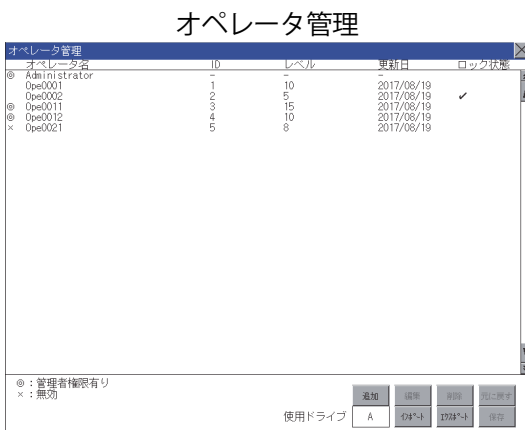 オペレータ管理
オペレータ管理
オペレータ名 ID レベル 更新日 ロック状態
◎ Administrator - - -
Ope0001 1 10 2017/08/19
Ope0002 2 5 2017/08/19 ✓
◎ Ope0011 3 15 2017/08/19
◎ Ope0012 4 10 2017/08/19
× Ope0021 5 8 2017/08/19
◎：管理者権限有り
×：無効
追加 編集 削除 元に戻す
使用ドライブ A ｲﾝﾎﾟｰﾄ ｴｸｽﾎﾟｰﾄ 保存